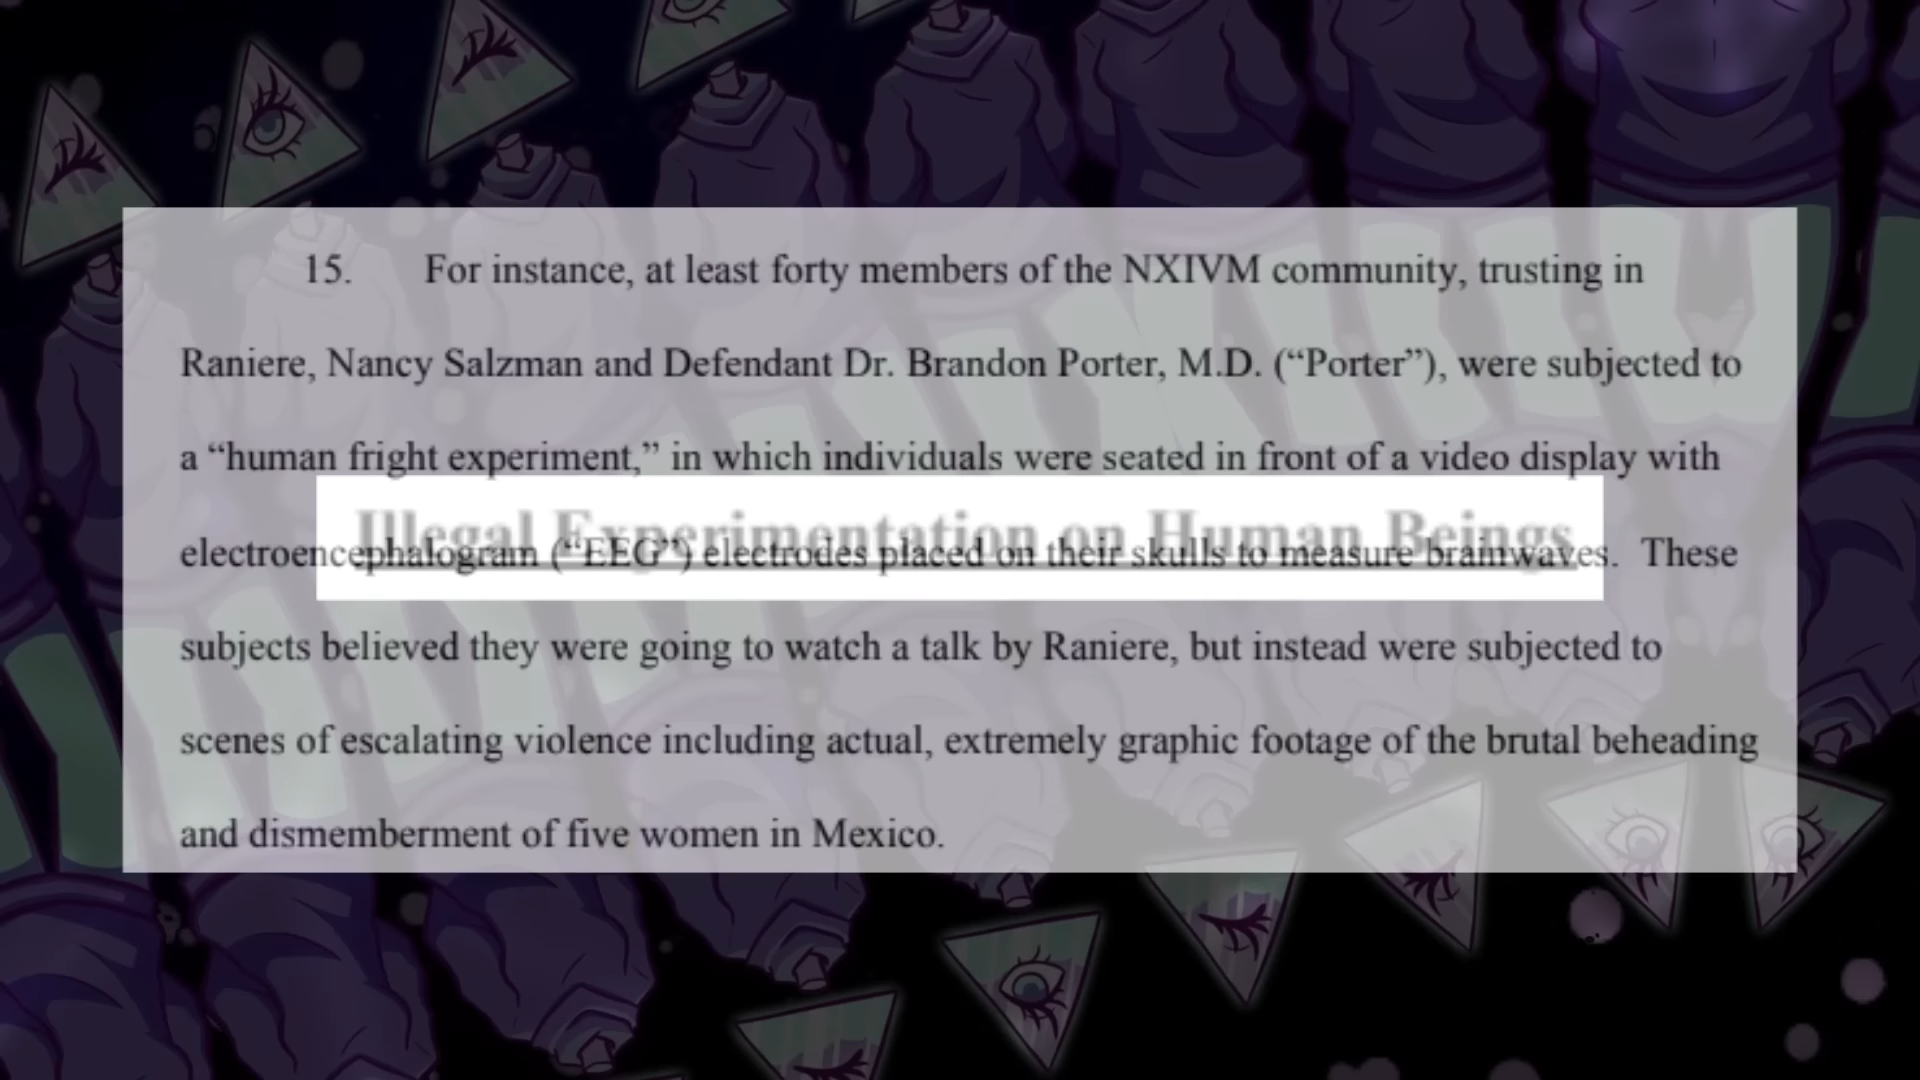 15. For instance, at least forty members of the NXIVM community, trusting in
Raniere, Nancy Salzman and Defendant Dr. Brandon Porter, M.D. (“Porter”), were subjected to
a “human fright experiment,” in which individuals were seated in front of a video display with
Illegal Experimentation on Human Beings
electroencephalogram (“EEG”) electrodes placed on their skulls to measure brainwaves. These
subjects believed they were going to watch a talk by Raniere, but instead were subjected to
scenes of escalating violence including actual, extremely graphic footage of the brutal beheading
and dismemberment of five women in Mexico.